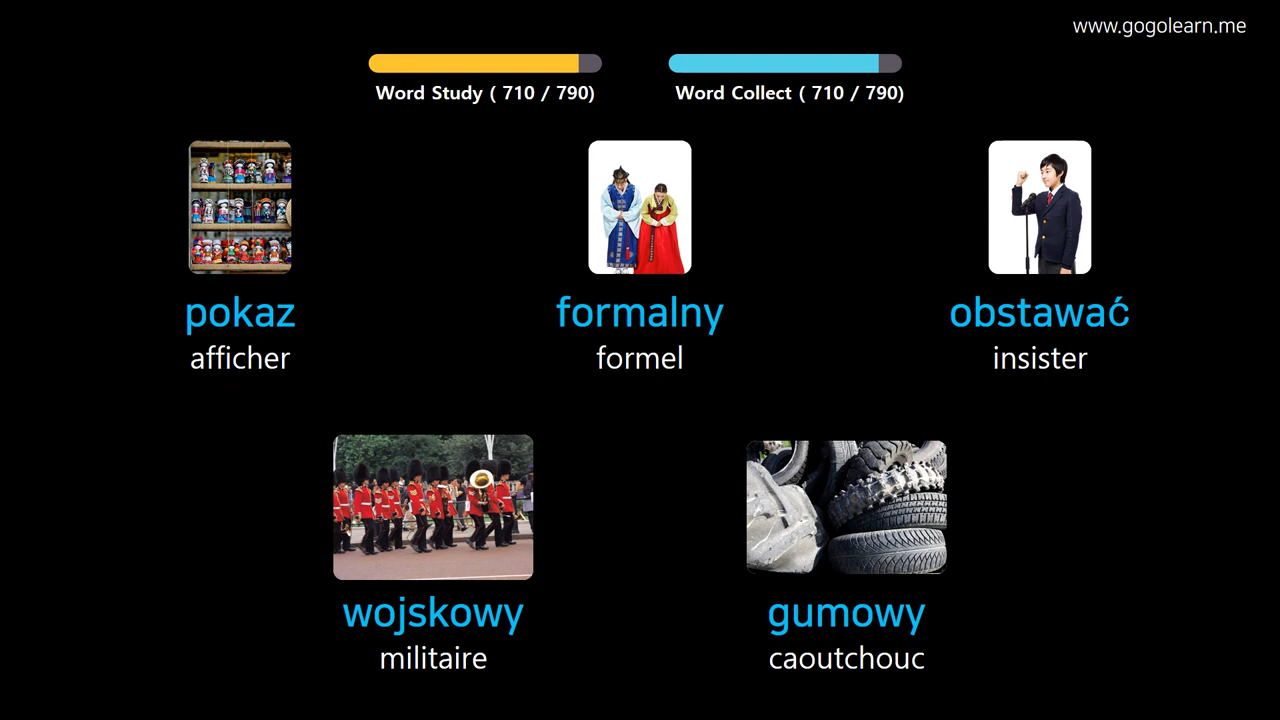 www.gogolearn.me
Word Study ( 710 / 790)
Word Collect ( 710 / 790)
pokaz
afficher
formalny
formel
obstawać
insister
wojskowy
militaire
gumowy
caoutchouc